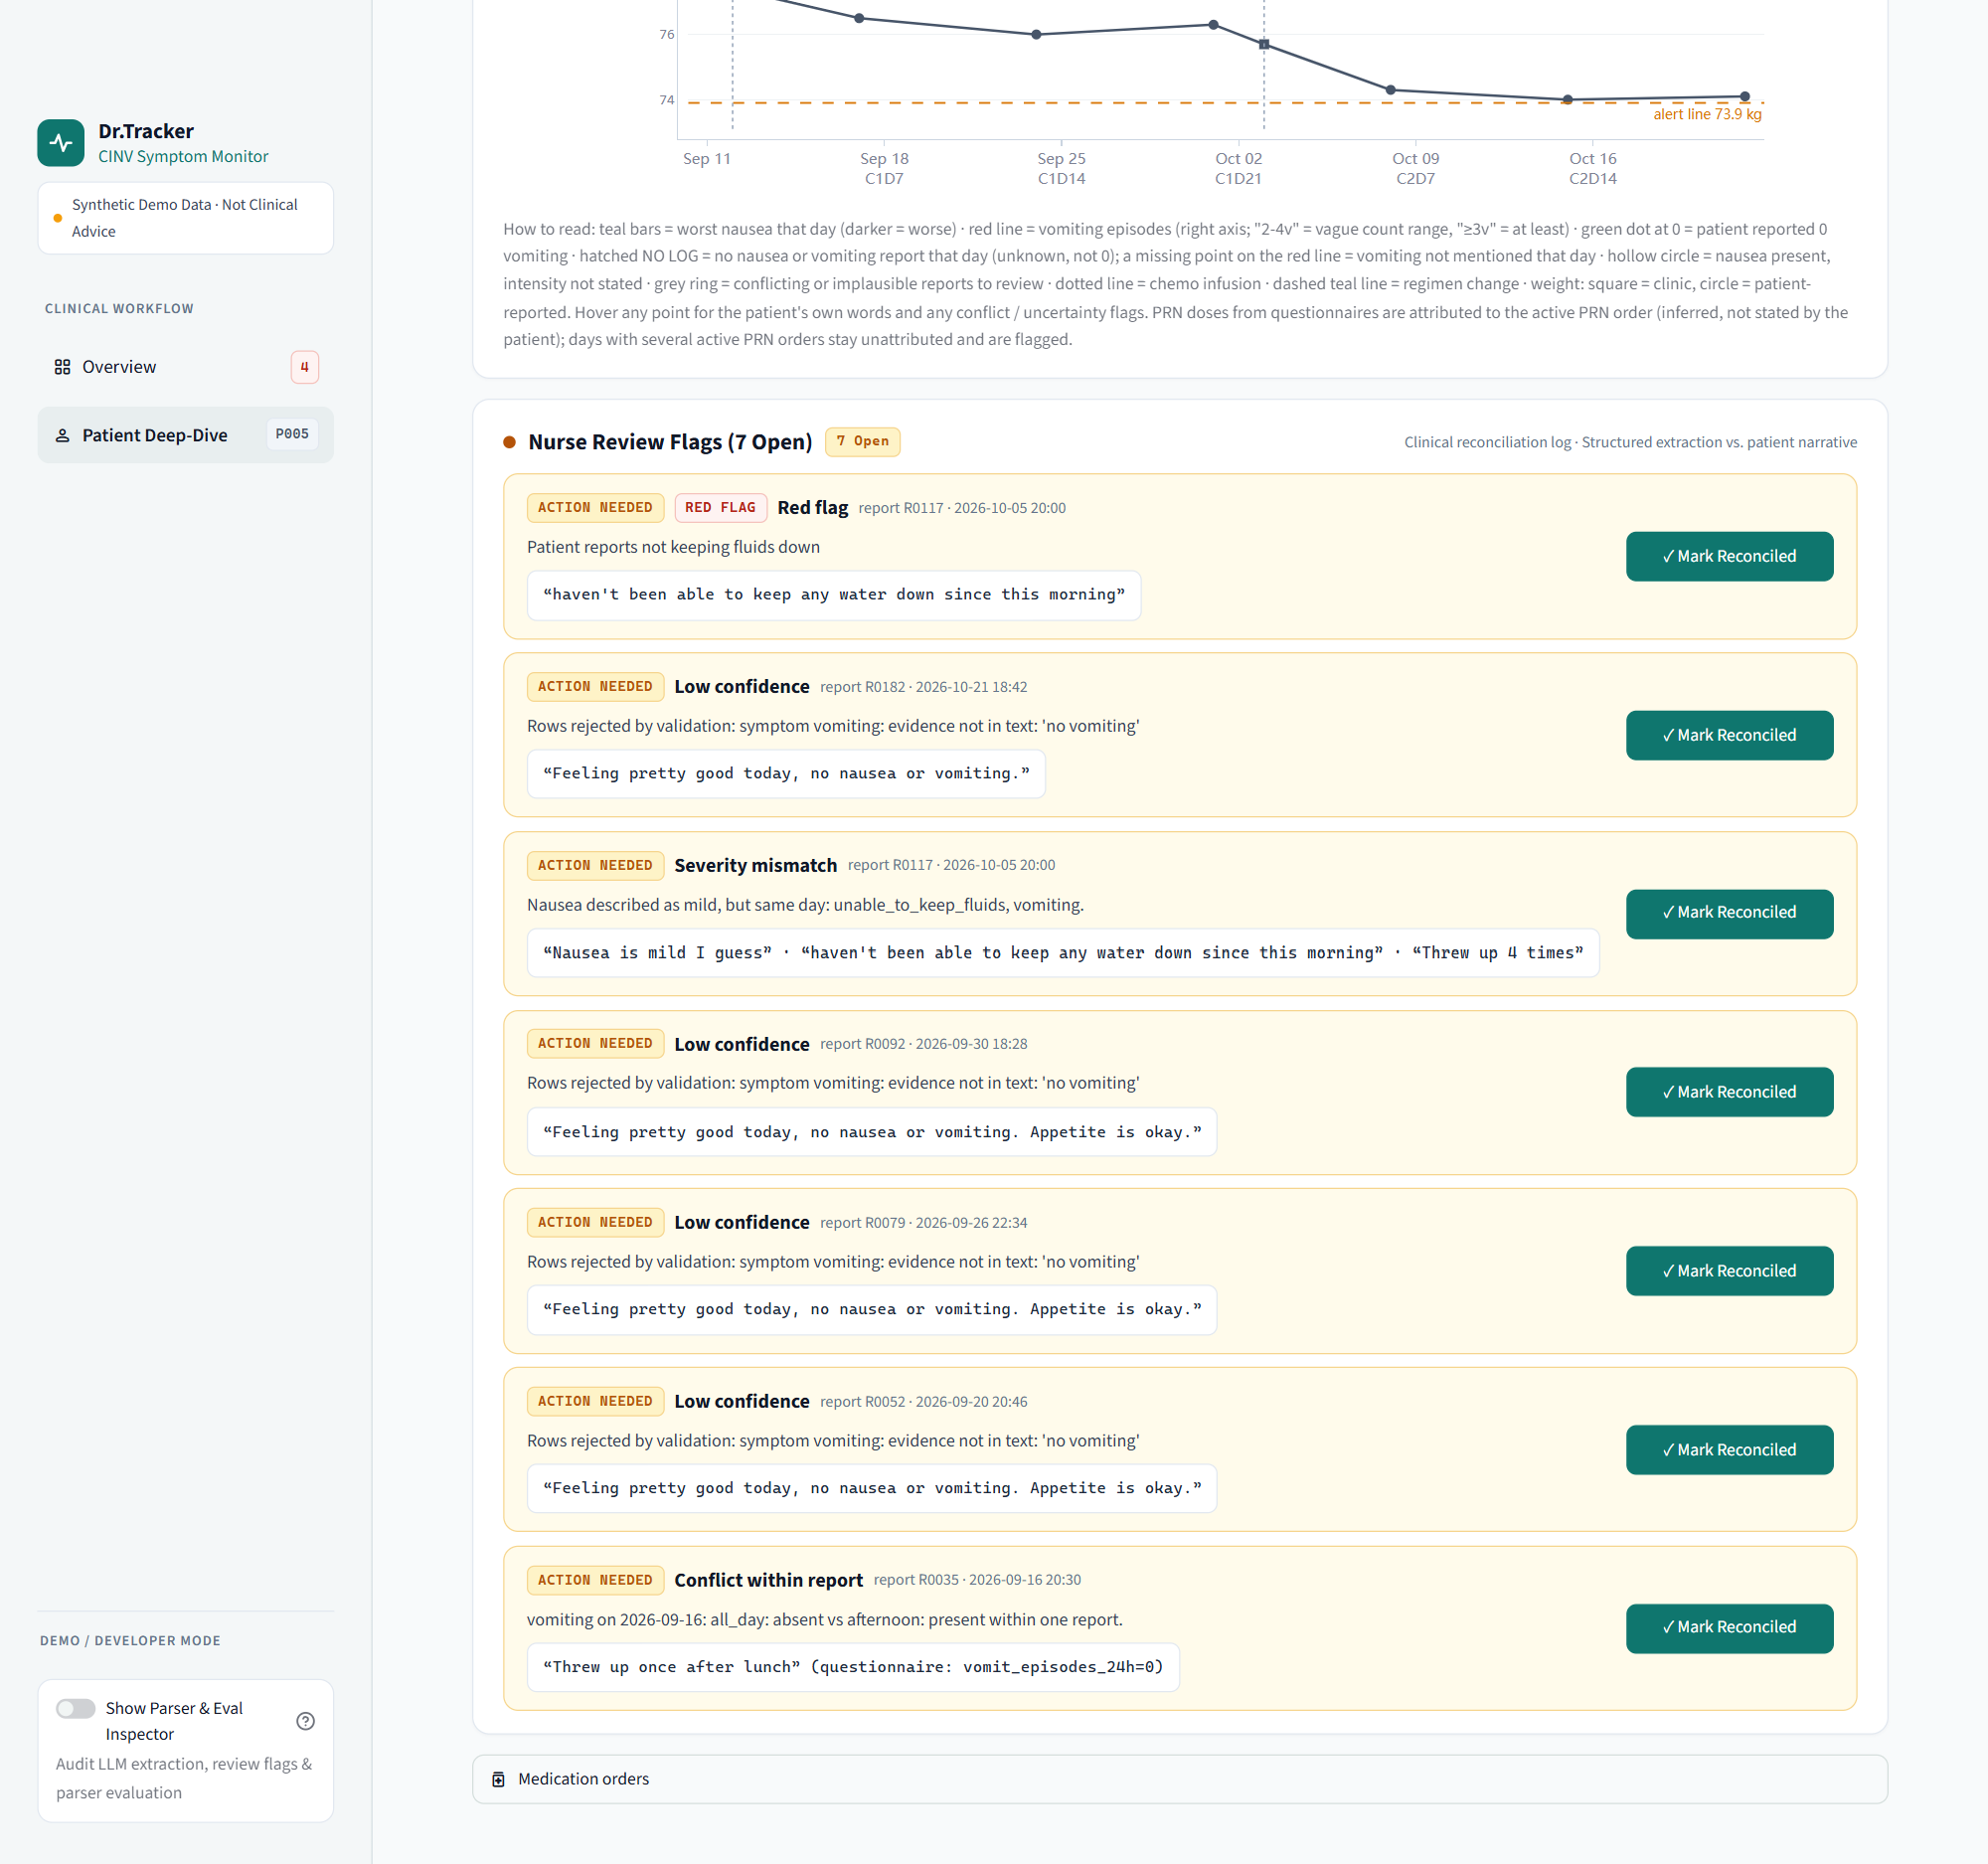 Dr.Tracker
CINV Symptom Monitor
Synthetic Demo Data · Not Clinical
Advice
CLINICAL WORKFLOW
Overview
4
Patient Deep-Dive
P005
DEMO / DEVELOPER MODE
Show Parser & Eval
Inspector
Audit LLM extraction, review flags &
parser evaluation
76
74
alert line 73.9 kg
Sep 11
Sep 18
C1D7
Sep 25
C1D14
Oct 02
C1D21
Oct 09
C2D7
Oct 16
C2D14
How to read: teal bars = worst nausea that day (darker = worse) · red line = vomiting episodes (right axis; "2-4v" = vague count range, "≥3v" = at least) · green dot at 0 = patient reported 0
vomiting · hatched NO LOG = no nausea or vomiting report that day (unknown, not 0); a missing point on the red line = vomiting not mentioned that day · hollow circle = nausea present,
intensity not stated · grey ring = conflicting or implausible reports to review · dotted line = chemo infusion · dashed teal line = regimen change · weight: square = clinic, circle = patient-
reported. Hover any point for the patient's own words and any conflict / uncertainty flags. PRN doses from questionnaires are attributed to the active PRN order (inferred, not stated by the
patient); days with several active PRN orders stay unattributed and are flagged.
Nurse Review Flags (7 Open) 7 Open
Clinical reconciliation log · Structured extraction vs. patient narrative
ACTION NEEDED RED FLAG Red flag report R0117 · 2026-10-05 20:00
Patient reports not keeping fluids down
“haven't been able to keep any water down since this morning”
✓ Mark Reconciled
ACTION NEEDED Low confidence report R0182 · 2026-10-21 18:42
Rows rejected by validation: symptom vomiting: evidence not in text: 'no vomiting'
“Feeling pretty good today, no nausea or vomiting.”
✓ Mark Reconciled
ACTION NEEDED Severity mismatch report R0117 · 2026-10-05 20:00
Nausea described as mild, but same day: unable_to_keep_fluids, vomiting.
“Nausea is mild I guess” · “haven't been able to keep any water down since this morning” · “Threw up 4 times”
✓ Mark Reconciled
ACTION NEEDED Low confidence report R0092 · 2026-09-30 18:28
Rows rejected by validation: symptom vomiting: evidence not in text: 'no vomiting'
“Feeling pretty good today, no nausea or vomiting. Appetite is okay.”
✓ Mark Reconciled
ACTION NEEDED Low confidence report R0079 · 2026-09-26 22:34
Rows rejected by validation: symptom vomiting: evidence not in text: 'no vomiting'
“Feeling pretty good today, no nausea or vomiting. Appetite is okay.”
✓ Mark Reconciled
ACTION NEEDED Low confidence report R0052 · 2026-09-20 20:46
Rows rejected by validation: symptom vomiting: evidence not in text: 'no vomiting'
“Feeling pretty good today, no nausea or vomiting. Appetite is okay.”
✓ Mark Reconciled
ACTION NEEDED Conflict within report report R0035 · 2026-09-16 20:30
vomiting on 2026-09-16: all_day: absent vs afternoon: present within one report.
“Threw up once after lunch” (questionnaire: vomit_episodes_24h=0)
✓ Mark Reconciled
Medication orders